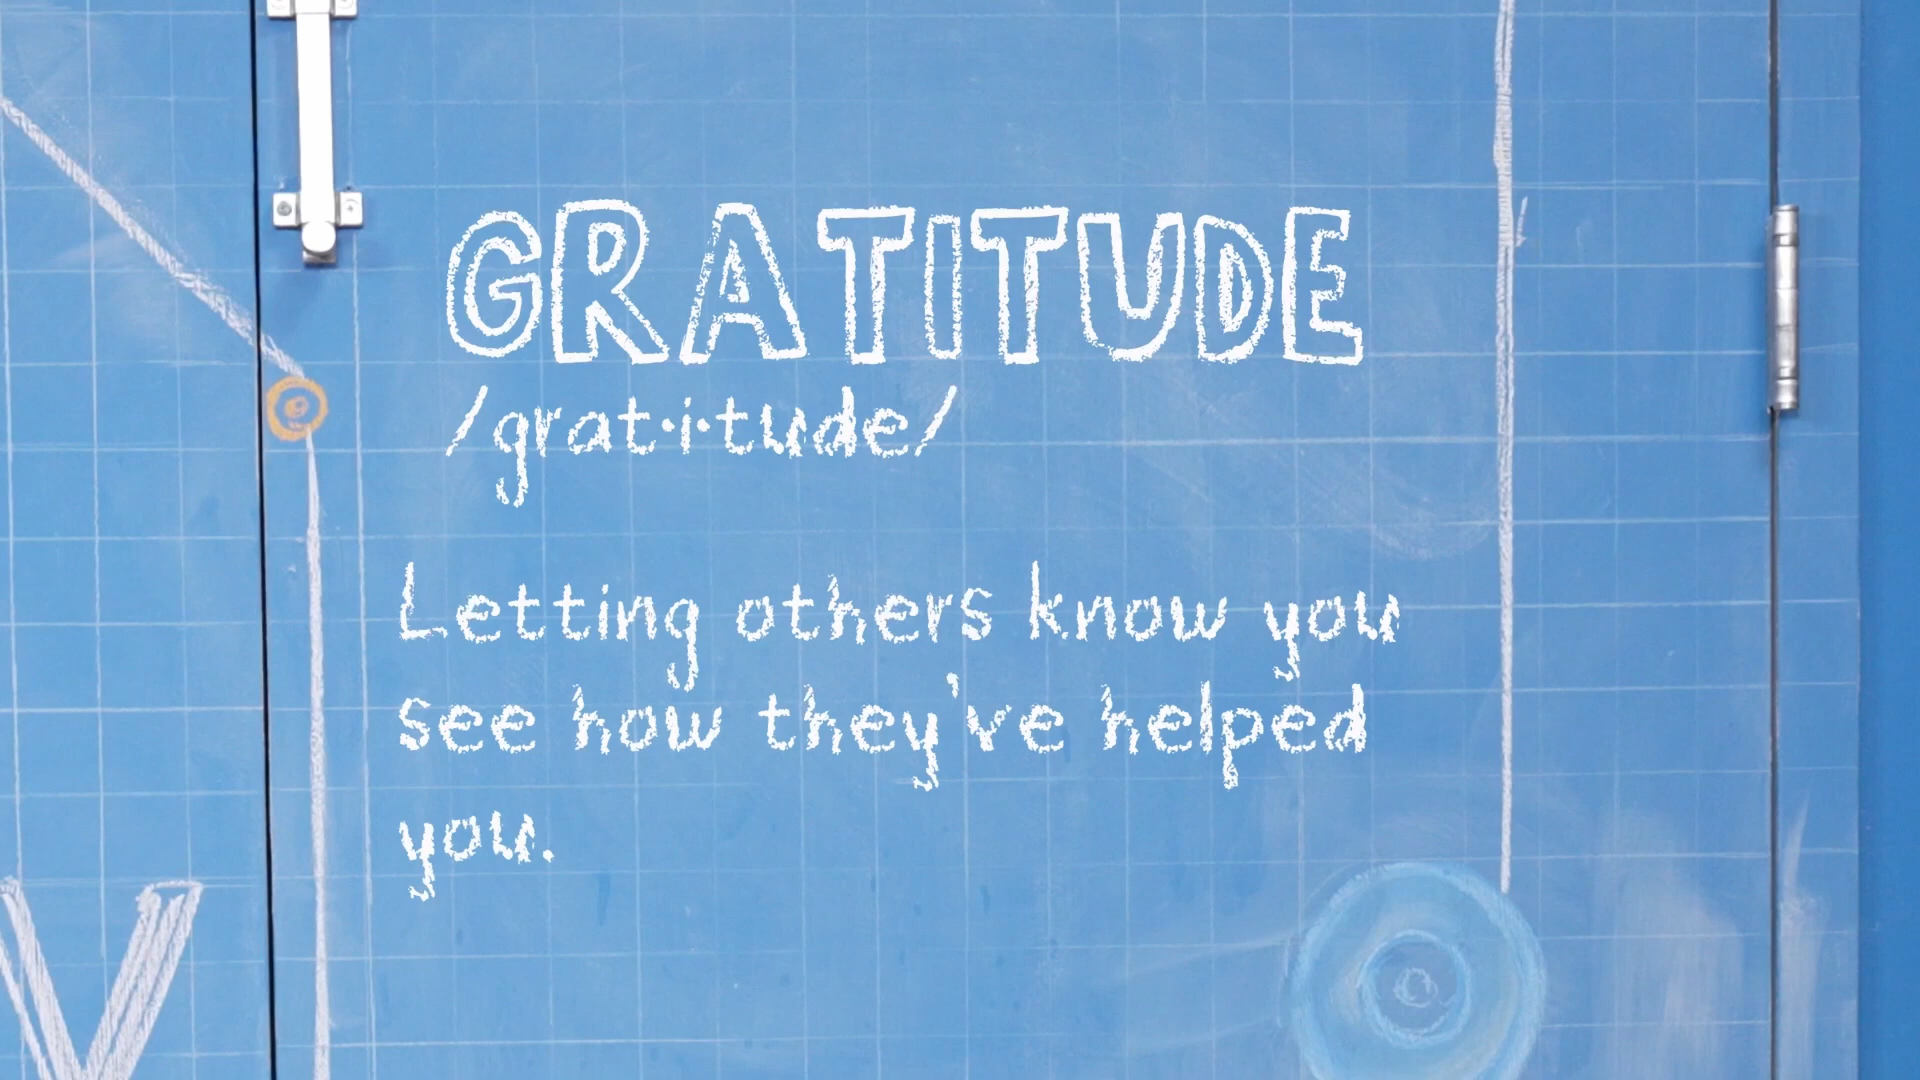 GRATITUDE
/grat·i·tude/
Letting others know you
see how they've helped
you.